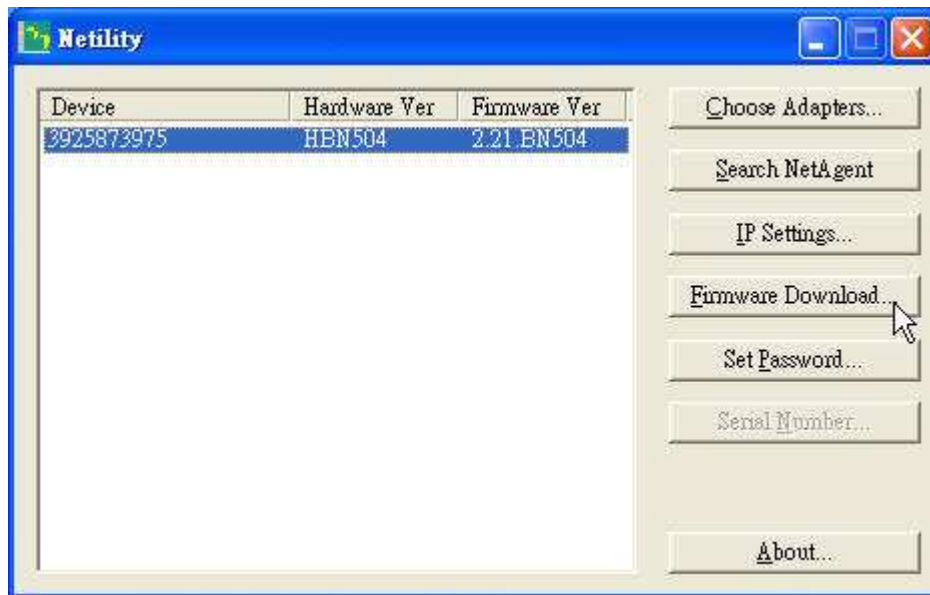 Netility
Device Hardware Ver Firmware Ver
3925873975 HBN504 2.21.BN504
Choose Adapters...
Search NetAgent
IP Settings...
Firmware Download...
Set Password...
Serial Number...
About...